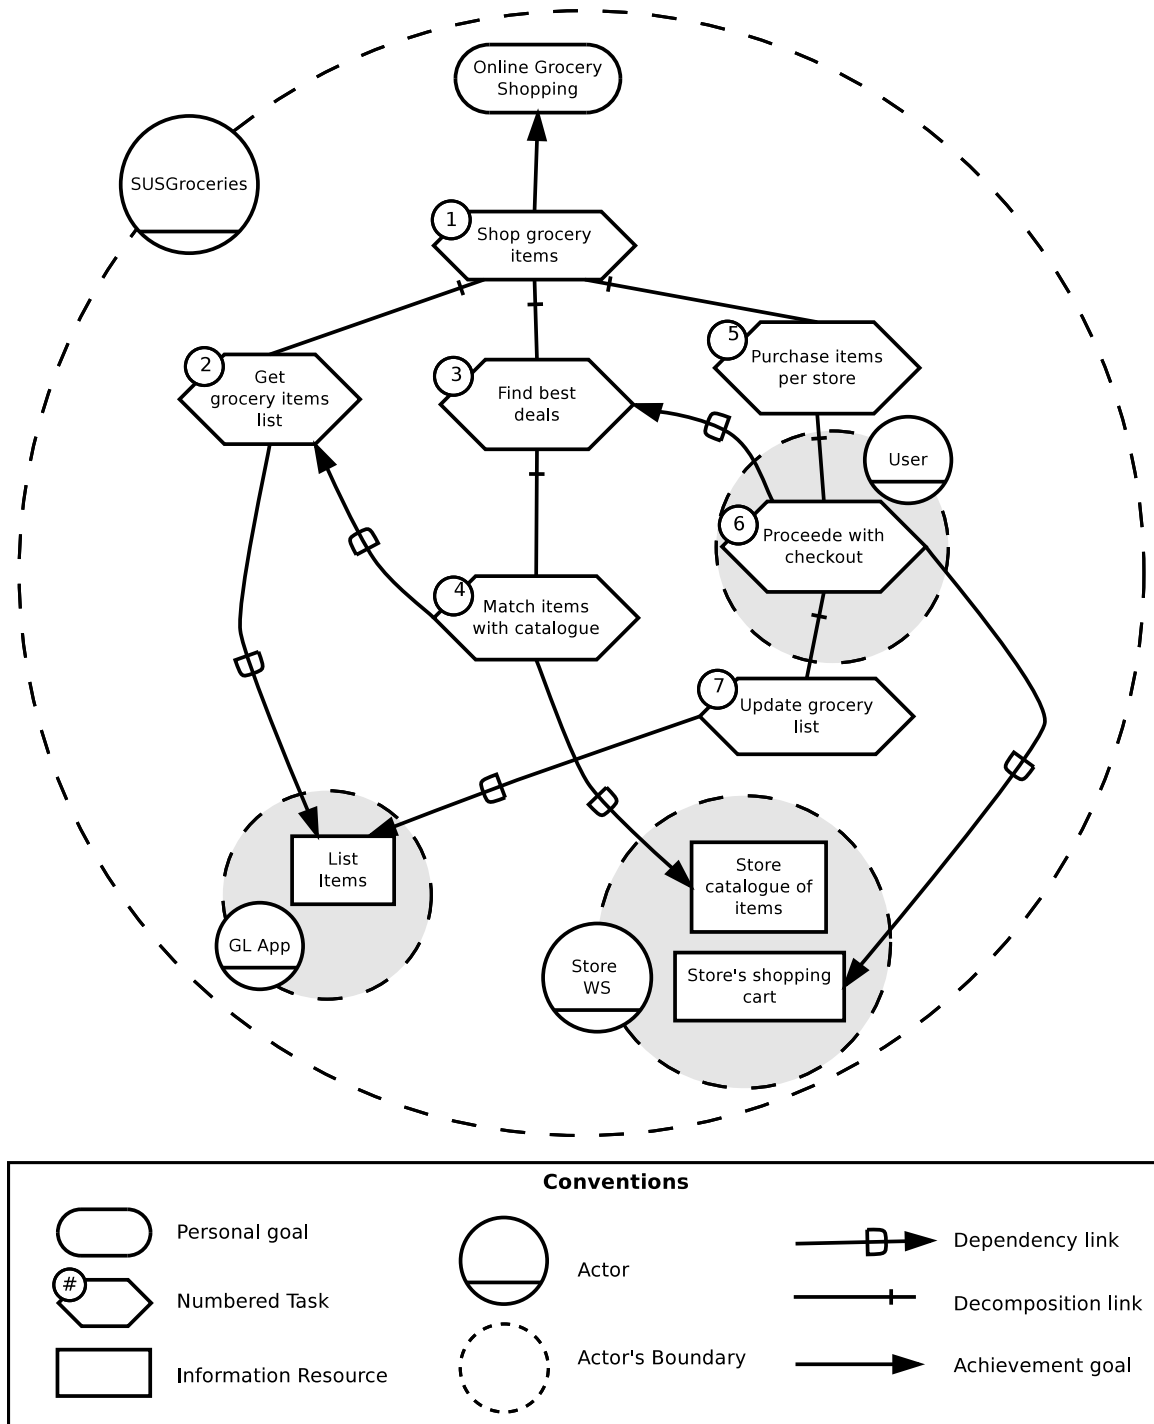 Online Grocery
Shopping
SUSGroceries
1
Shop grocery
items
2
Get
grocery items
list
3
Find best
deals
5
Purchase items
per store
User
6
Proceede with
checkout
4
Match items
with catalogue
7
Update grocery
list
List
Items
GL App
Store
catalogue of
items
Store
WS
Store's shopping
cart
Conventions
Personal goal
#
Numbered Task
Information Resource
Actor
Actor's Boundary
Dependency link
Decomposition link
Achievement goal